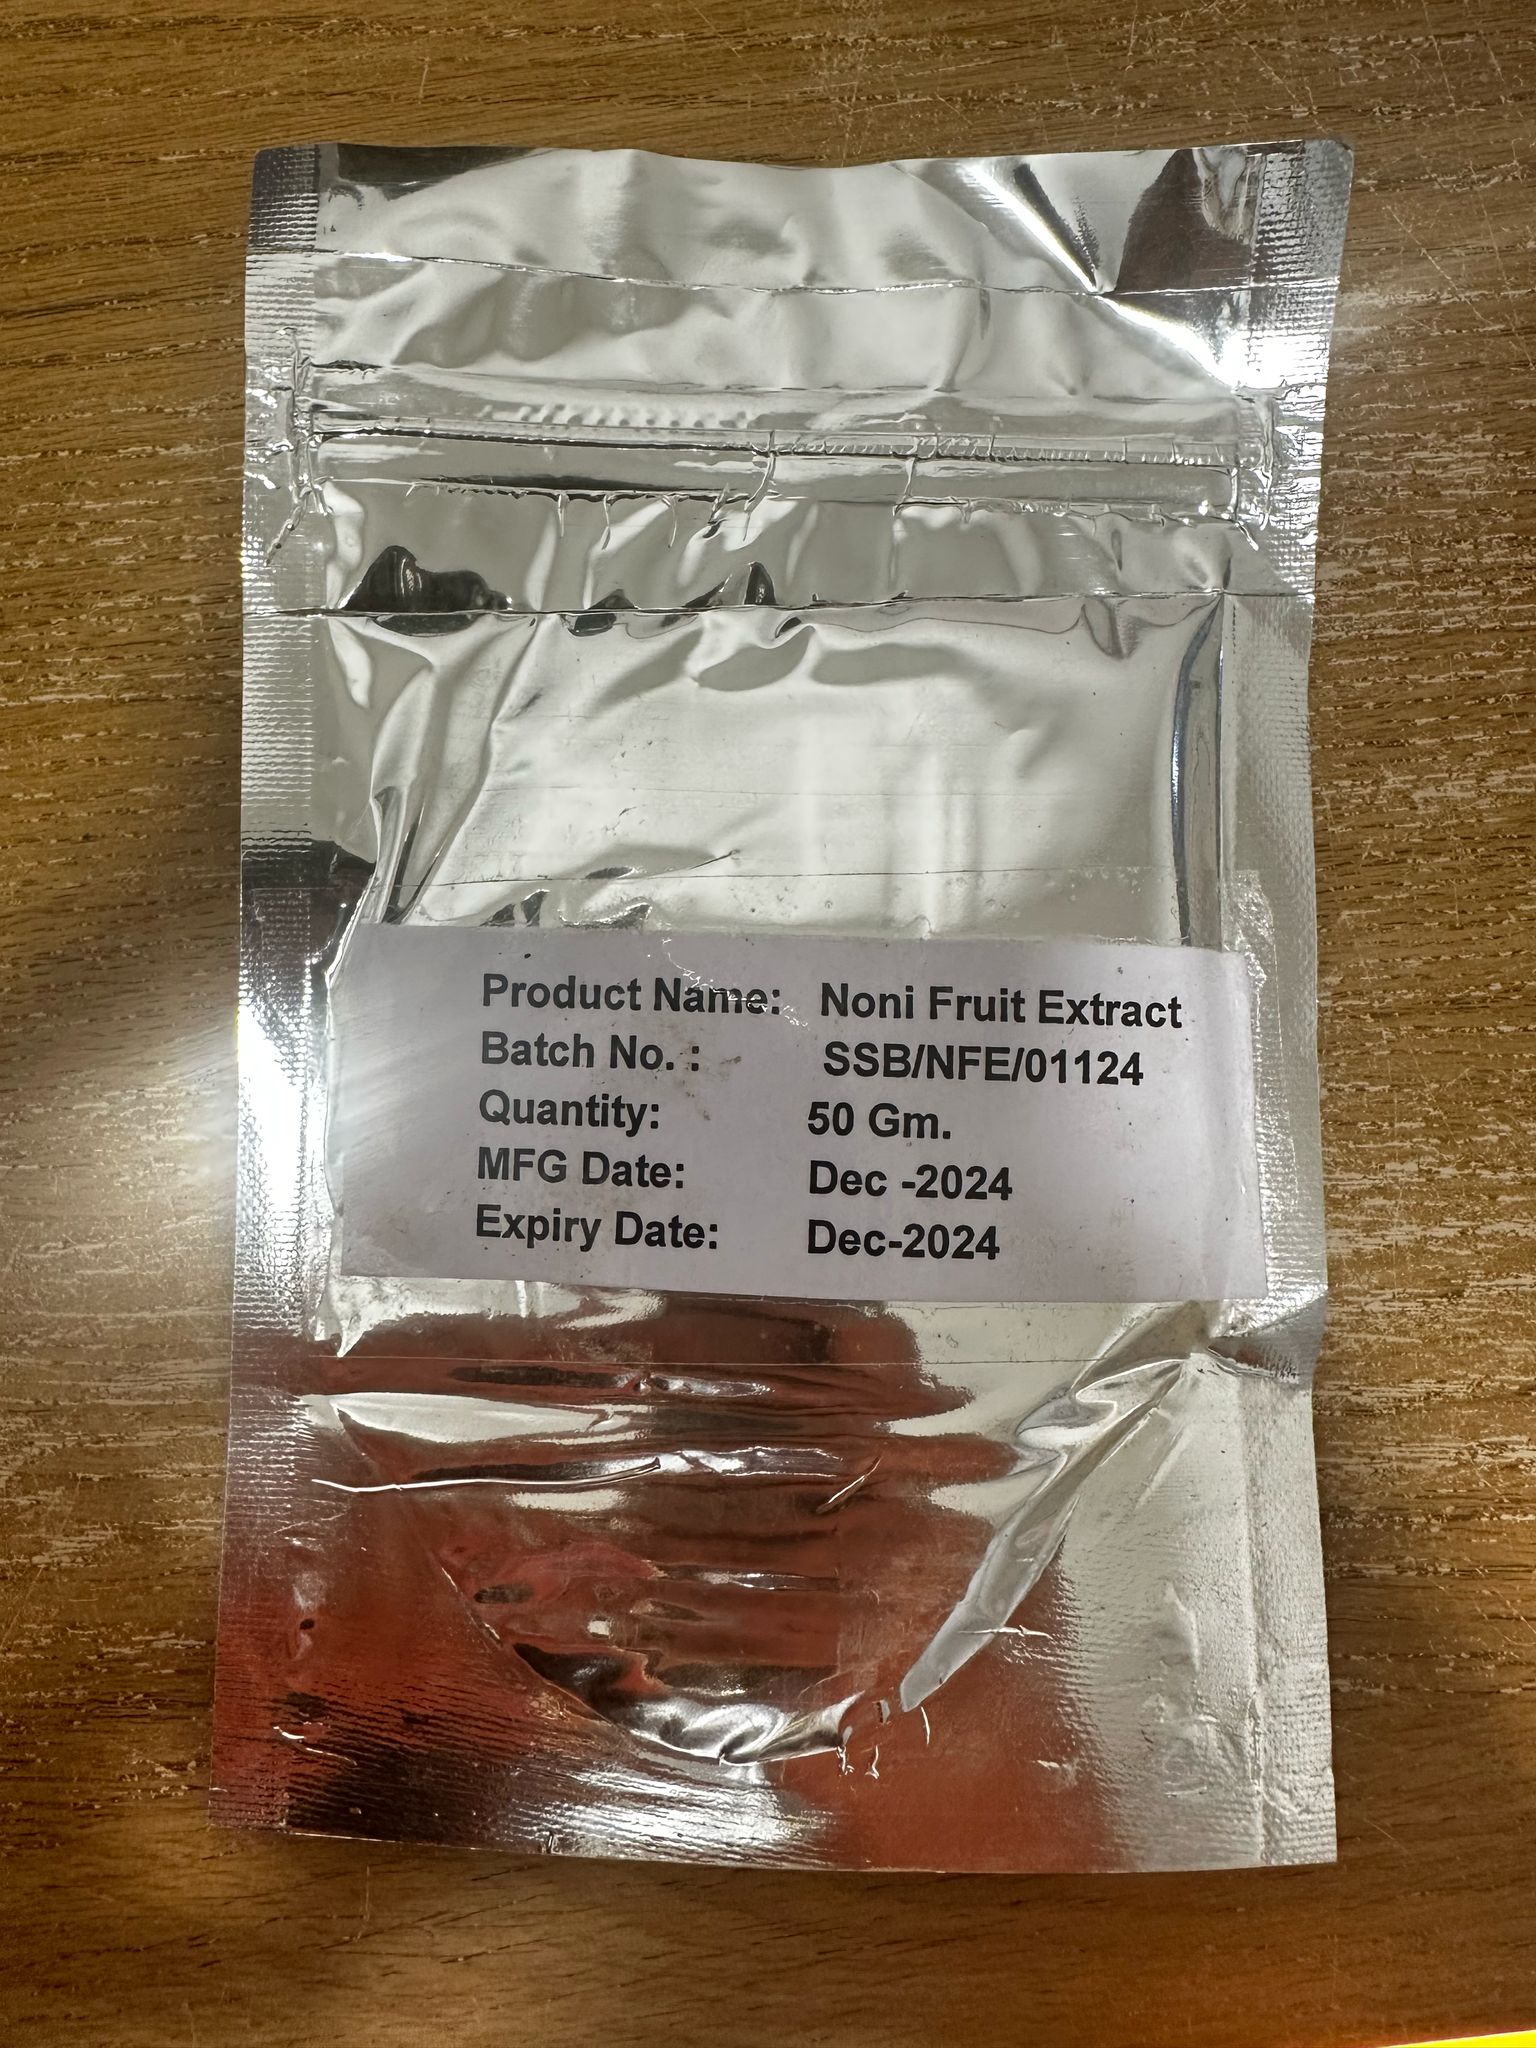 Product Name: Noni Fruit Extract
Batch No. : SSB/NFE/01124
Quantity: 50 Gm.
MFG Date: Dec -2024
Expiry Date: Dec-2024